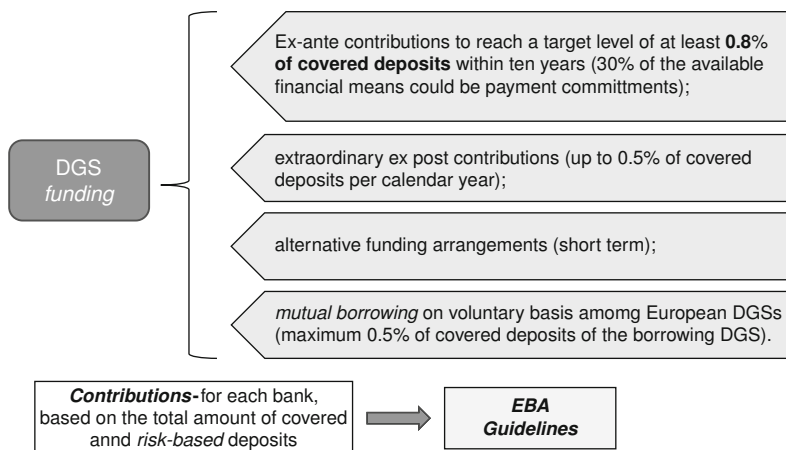 Ex-ante contributions to reach a target level of at least 0.8%
of covered deposits within ten years (30% of the available
financial means could be payment committments);
DGS
funding
extraordinary ex post contributions (up to 0.5% of covered
deposits per calendar year);
alternative funding arrangements (short term);
mutual borrowing on voluntary basis amomg European DGSs
(maximum 0.5% of covered deposits of the borrowing DGS).
Contributions-for each bank,
based on the total amount of covered
annd risk-based deposits
EBA
Guidelines